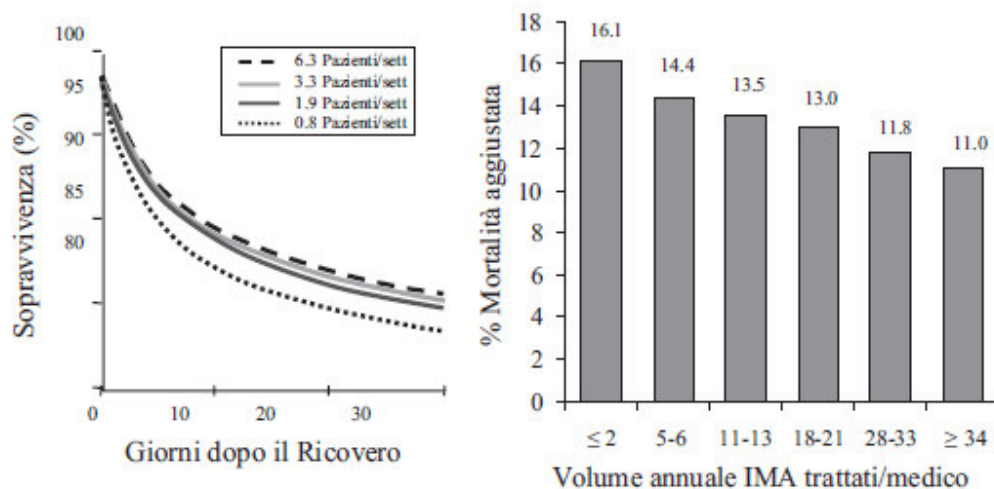 100
95
90
85
80
Sopravvivenza (%)
6.3 Pazienti/sett
3.3 Pazienti/sett
1.9 Pazienti/sett
0.8 Pazienti/sett
0 10 20 30
Giorni dopo il Ricovero
18
16
14
12
10
8
6
4
2
0
% Mortalità aggiustata
16.1
14.4
13.5
13.0
11.8
11.0
≤ 2 5-6 11-13 18-21 28-33 ≥ 34
Volume annuale IMA trattati/medico